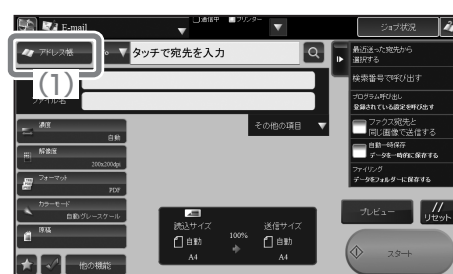 E-mail
通信中 プリンター
ジョブ状況
アドレス帳
タッチで宛先を入力
(1)
ファイル名
その他の項目
濃度
自動
解像度
200x200dpi
フォーマット
PDF
カラーモード
自動/グレースケール
原稿
他の機能
読込サイズ
自動
A4
100%
送信サイズ
自動
A4
最近送った宛先から
選択する
検索番号で呼び出す
プログラム呼び出し
登録されている設定を呼び出す
ファクス宛先と
同じ画像で送信する
自動一時保存
データを一時的に保存する
ファイリング
データをフォルダーに保存する
プレビュー
リセット
スタート